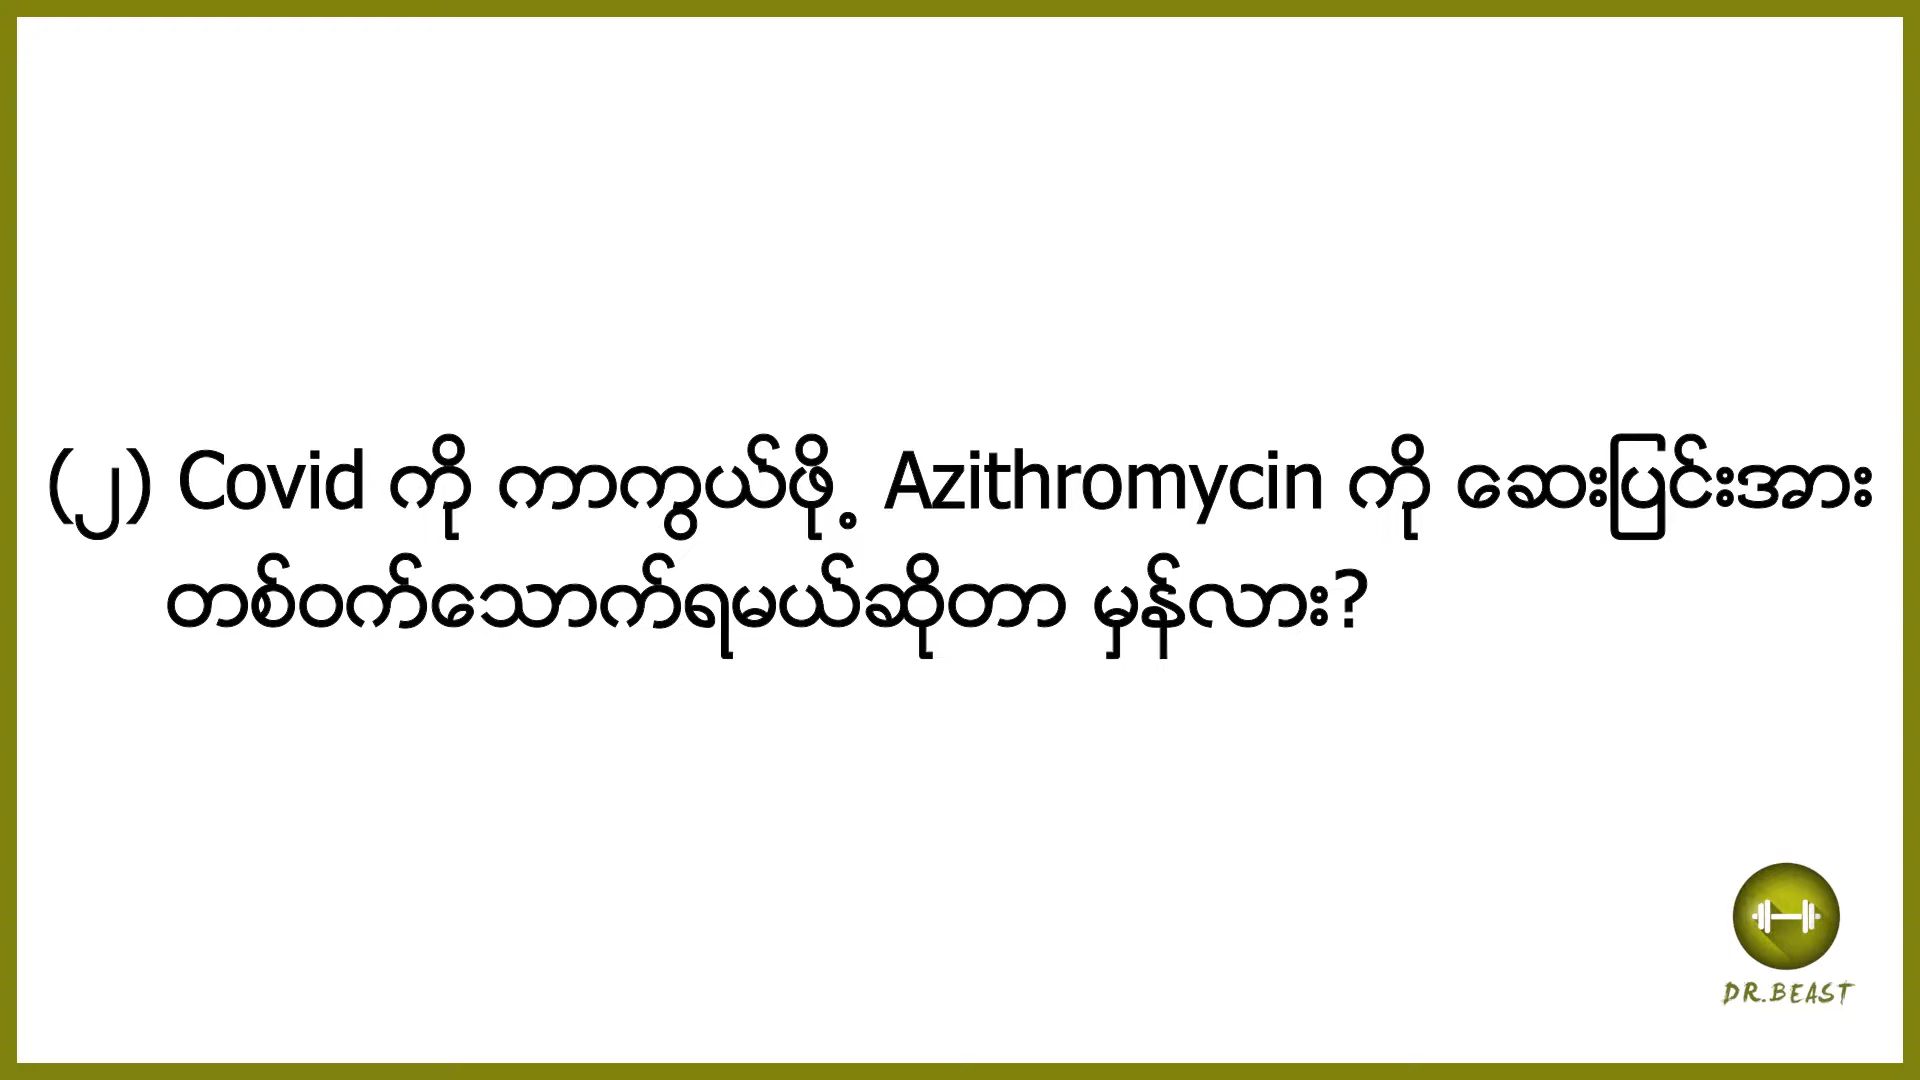 (၂) Covid ကို ကာကွယ်ဖို့ Azithromycin ကို ဆေးပြင်းအား
တစ်ဝက်သောက်ရမယ်ဆိုတာ မှန်လား?
DR.BEAST